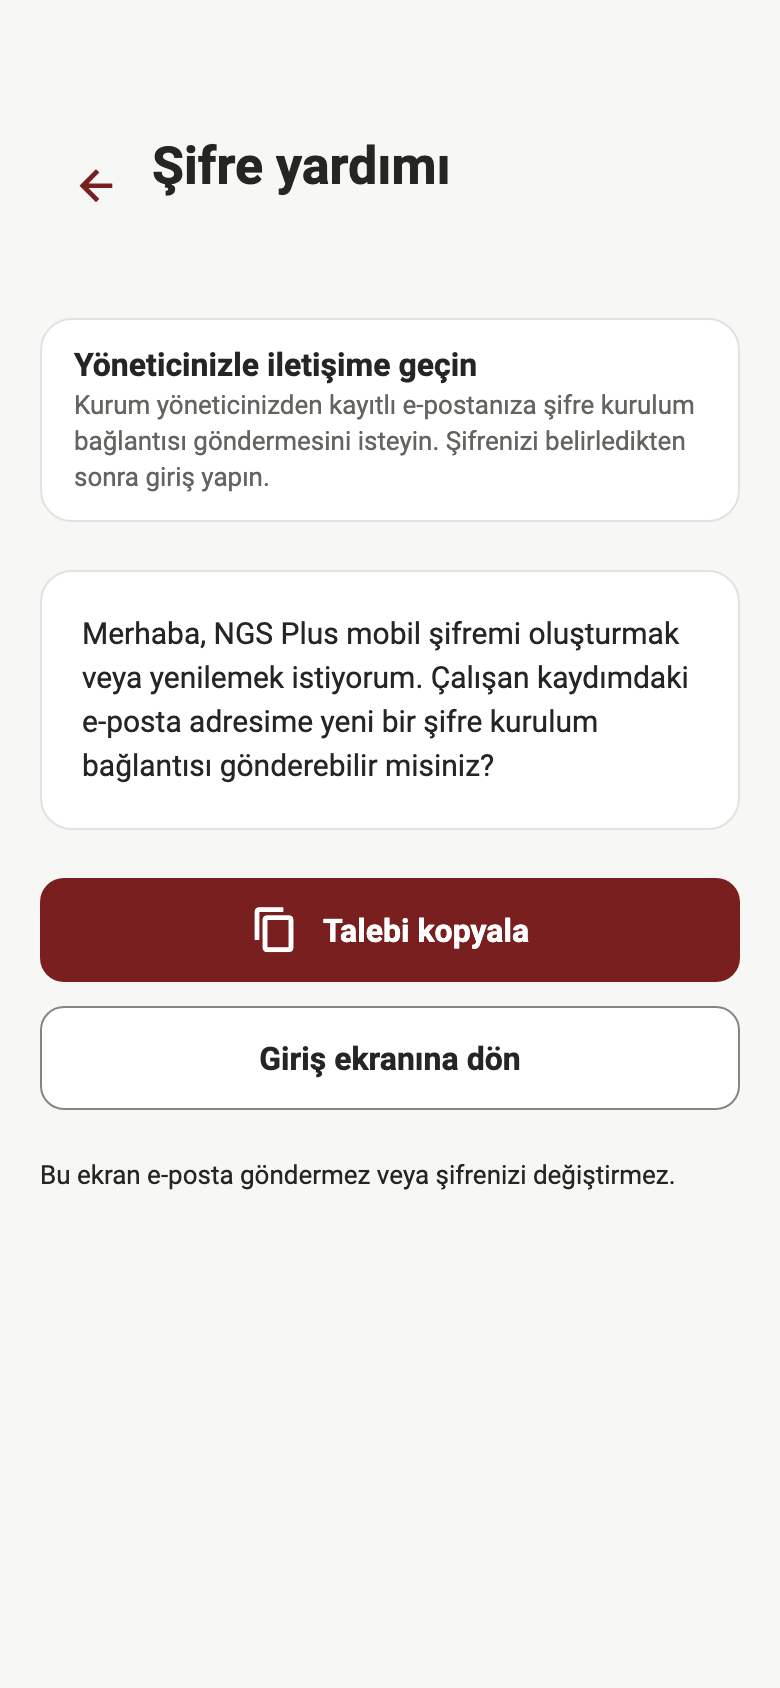 Şifre yardımı
Yöneticinizle iletişime geçin
Kurum yöneticinizden kayıtlı e-postanıza şifre kurulum
bağlantısı göndermesini isteyin. Şifrenizi belirledikten
sonra giriş yapın.
Merhaba, NGS Plus mobil şifremi oluşturmak
veya yenilemek istiyorum. Çalışan kaydımdaki
e-posta adresime yeni bir şifre kurulum
bağlantısı gönderebilir misiniz?
Talebi kopyala
Giriş ekranına dön
Bu ekran e-posta göndermez veya şifrenizi değiştirmez.